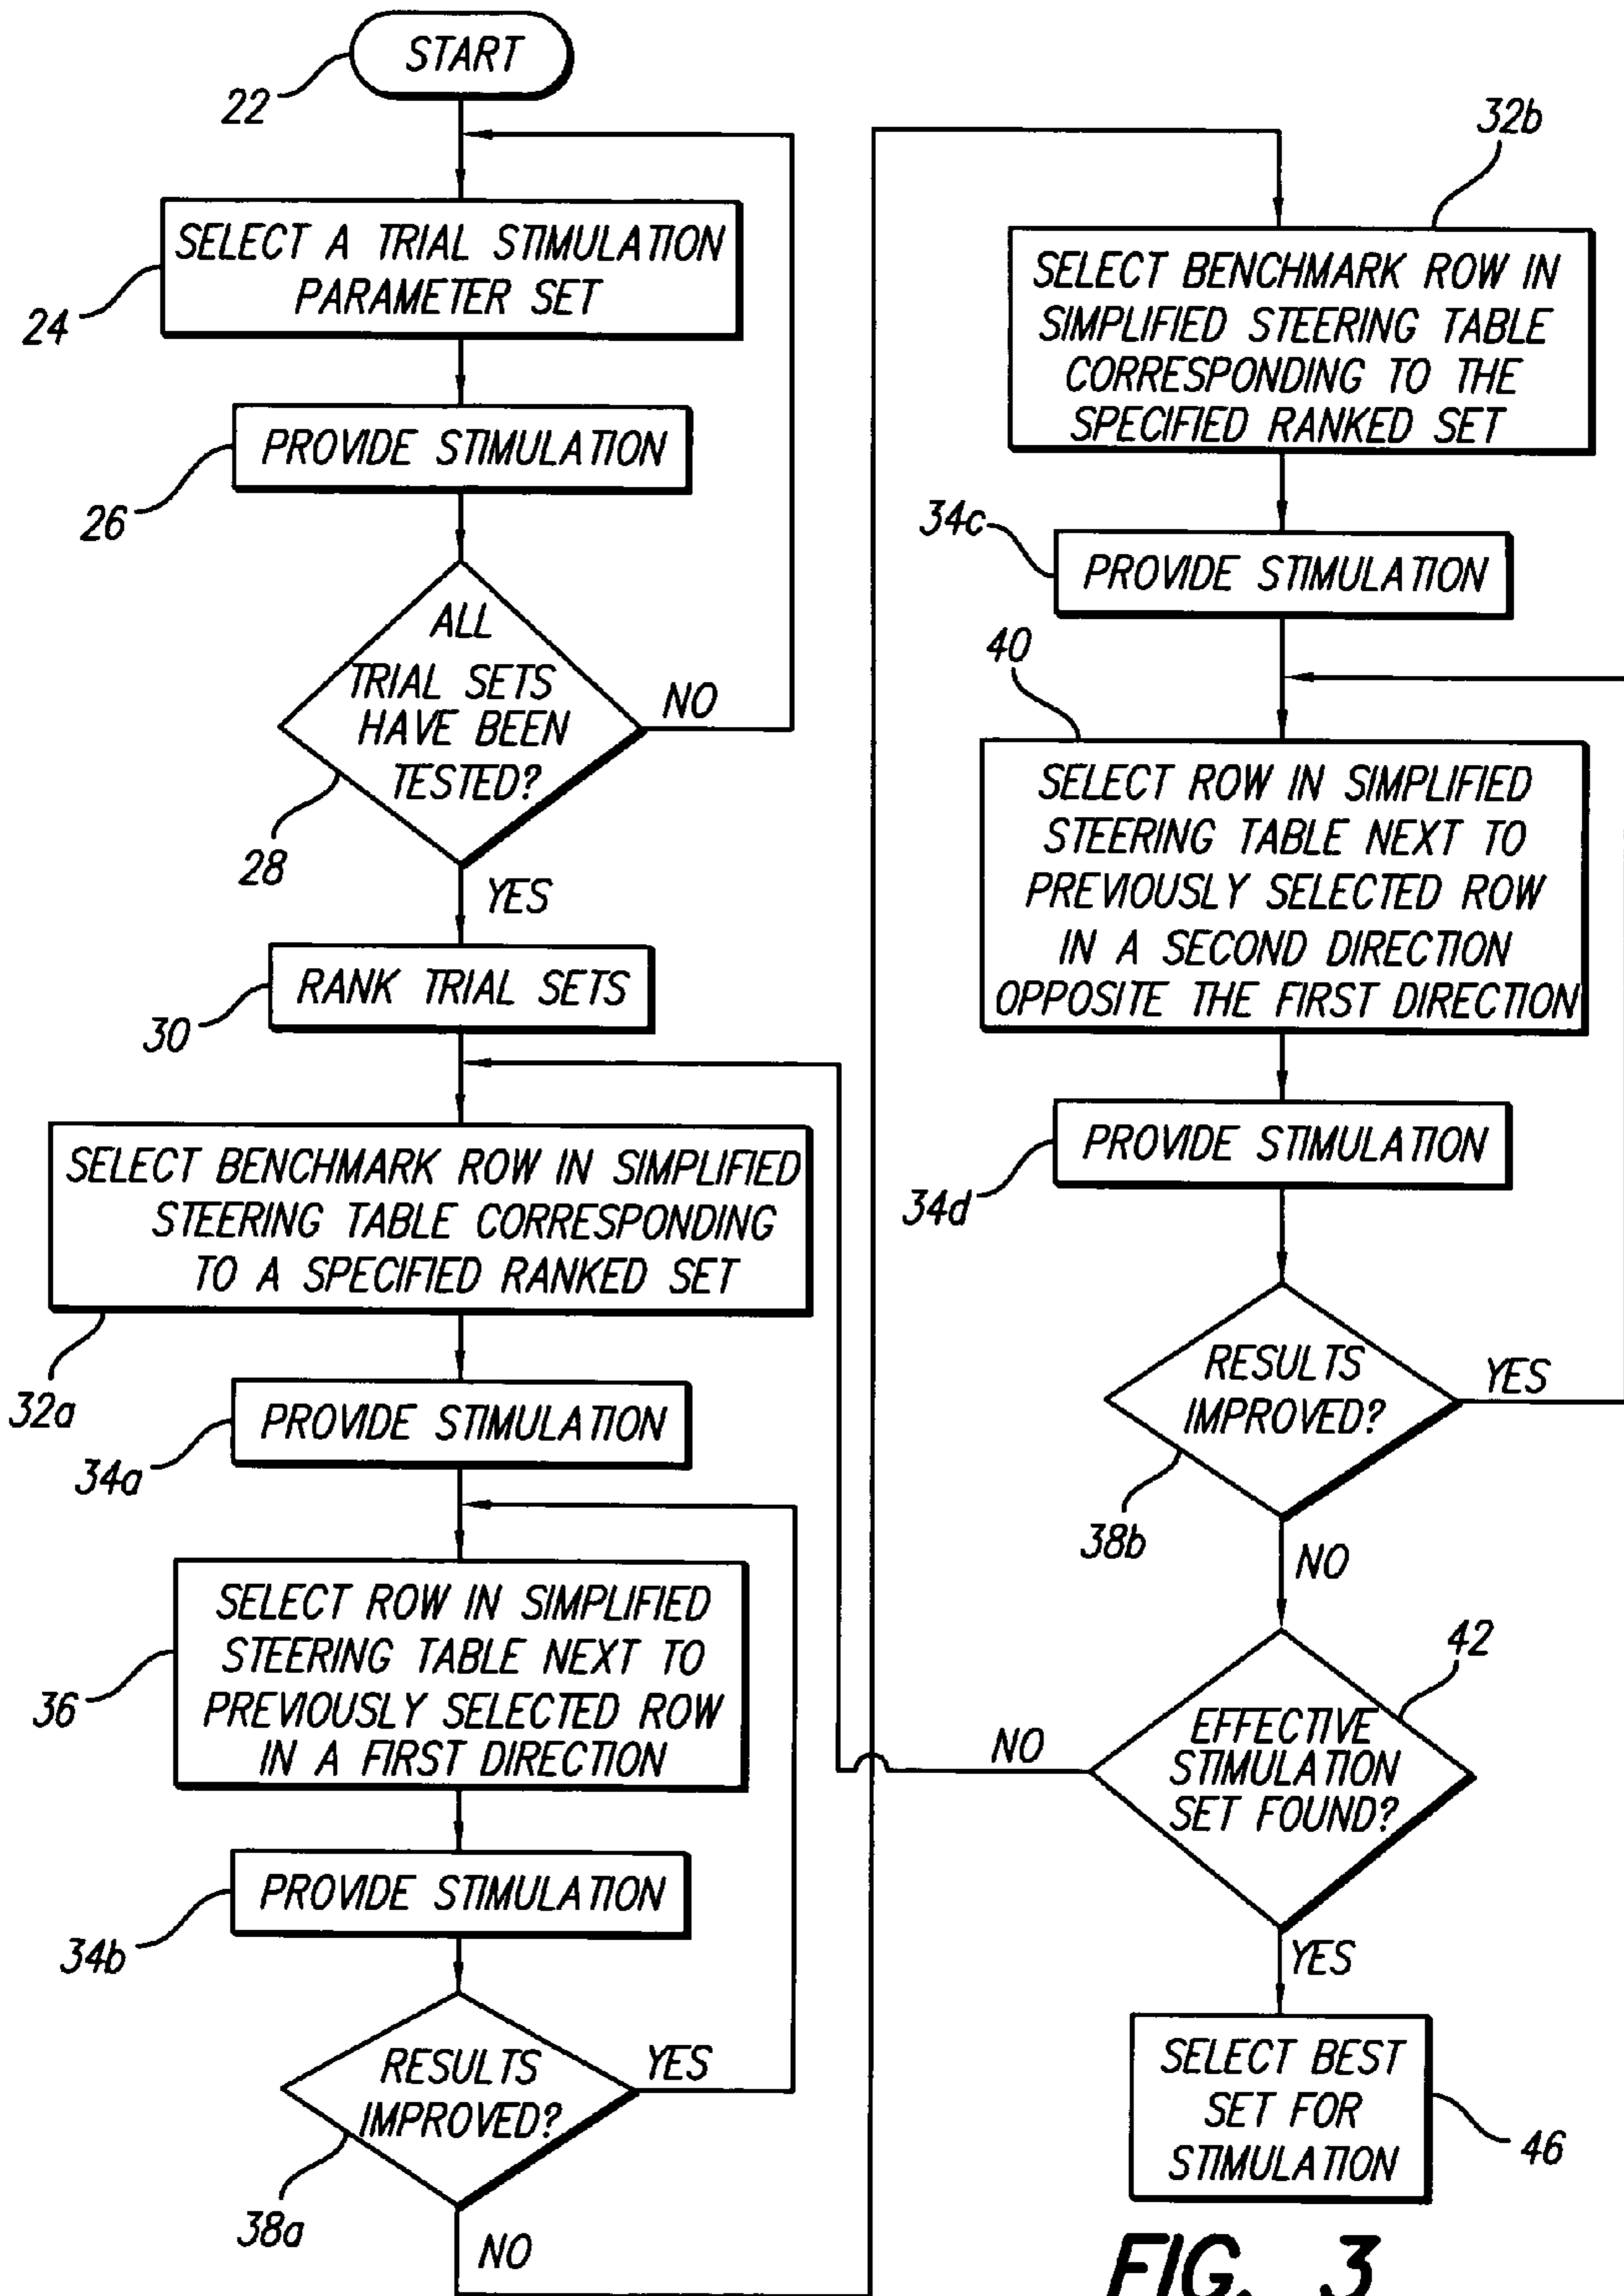 START
22
SELECT A TRIAL STIMULATION
PARAMETER SET
24
PROVIDE STIMULATION
26
ALL
TRIAL SETS
HAVE BEEN
TESTED?
NO
28
YES
RANK TRIAL SETS
30
SELECT BENCHMARK ROW IN SIMPLIFIED
STEERING TABLE CORRESPONDING
TO A SPECIFIED RANKED SET
32a
PROVIDE STIMULATION
34a
SELECT ROW IN SIMPLIFIED
STEERING TABLE NEXT TO
PREVIOUSLY SELECTED ROW
IN A FIRST DIRECTION
36
PROVIDE STIMULATION
34b
RESULTS
IMPROVED?
YES
38a
NO
32b
SELECT BENCHMARK ROW IN
SIMPLIFIED STEERING TABLE
CORRESPONDING TO THE
SPECIFIED RANKED SET
34c
PROVIDE STIMULATION
40
SELECT ROW IN SIMPLIFIED
STEERING TABLE NEXT TO
PREVIOUSLY SELECTED ROW
IN A SECOND DIRECTION
OPPOSITE THE FIRST DIRECTION
PROVIDE STIMULATION
34d
RESULTS
IMPROVED?
YES
38b
NO
42
EFFECTIVE
STIMULATION
SET FOUND?
NO
YES
SELECT BEST
SET FOR
STIMULATION
46
FIG. 3